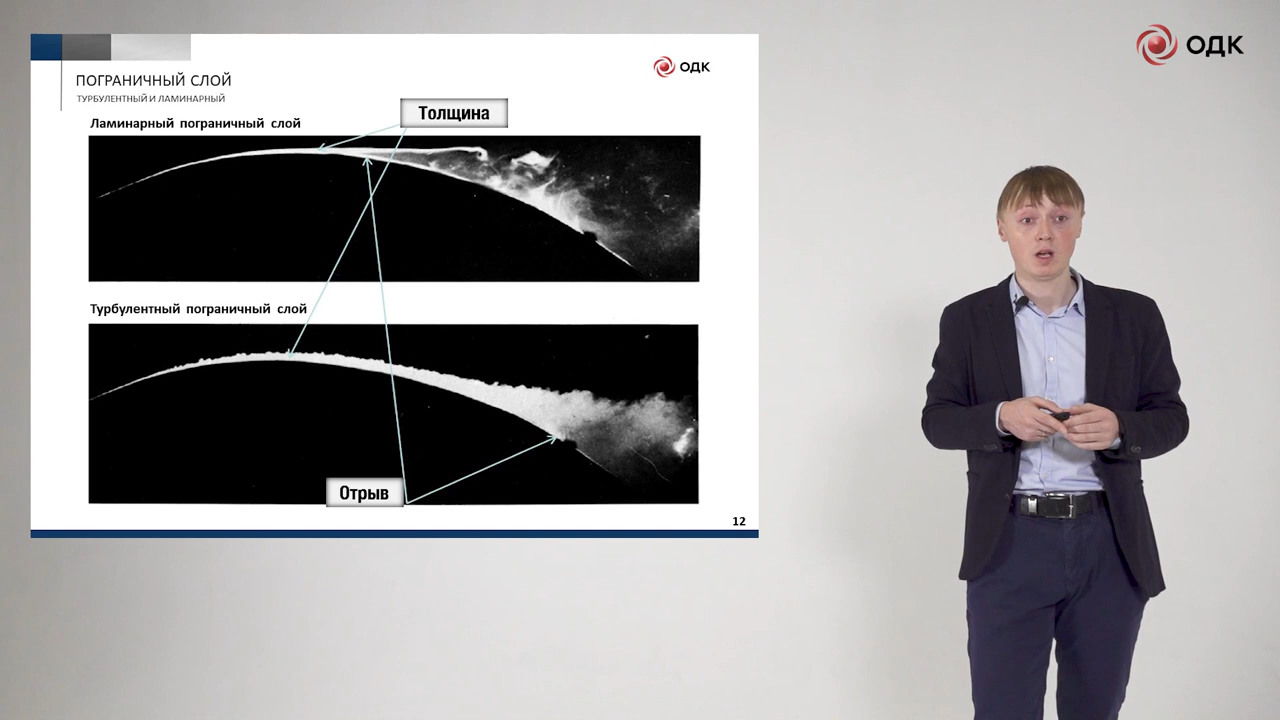 ОДК
ПОГРАНИЧНЫЙ СЛОЙ
ТУРБУЛЕНТНЫЙ И ЛАМИНАРНЫЙ
ОДК
Толщина
Ламинарный пограничный слой
Турбулентный пограничный слой
Отрыв
12